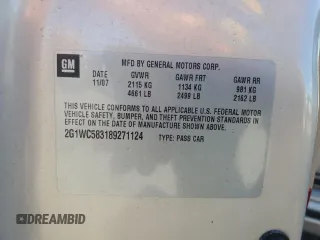 GM
MFD BY GENERAL MOTORS CORP.
DATE GVWR GAWR FRT GAWR RR
11/07 2115 KG 1134 KG 981 KG
4661 LB 2499 LB 2162 LB
THIS VEHICLE CONFORMS TO ALL APPLICABLE U.S. FEDERAL MOTOR
VEHICLE SAFETY, BUMPER, AND THEFT PREVENTION STANDARDS IN
EFFECT ON THE DATE OF MANUFACTURE SHOWN ABOVE.
2G1WC583189271124 TYPE: PASS CAR
DREAMBID